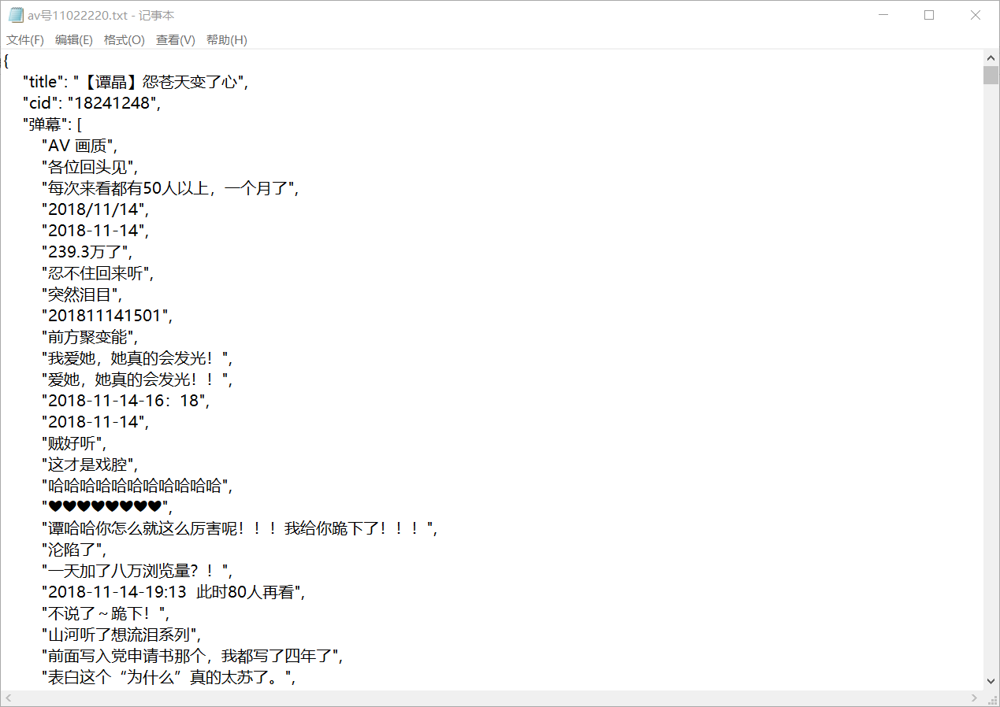 av号11022220.txt - 记事本
文件(F) 编辑(E) 格式(O) 查看(V) 帮助(H)
{
"title": "【谭晶】怨苍天变了心",
"cid": "18241248",
"弹幕": [
"AV 画质",
"各位回头见",
"每次来看都有50人以上，一个月了",
"2018/11/14",
"2018-11-14",
"239.3万了",
"忍不住回来听",
"突然泪目",
"201811141501",
"前方聚变能",
"我爱她，她真的会发光！",
"爱她，她真的会发光！！",
"2018-11-14-16：18",
"2018-11-14",
"贼好听",
"这才是戏腔",
"哈哈哈哈哈哈哈哈哈哈哈",
"♥♥♥♥♥♥♥♥",
"谭哈哈你怎么就这么厉害呢！！！我给你跪下了！！！",
"沦陷了",
"一天加了八万浏览量？！",
"2018-11-14-19:13  此时80人再看",
"不说了～跪下！",
"山河听了想流泪系列",
"前面写入党申请书那个，我都写了四年了",
"表白这个“为什么”真的太苏了。",